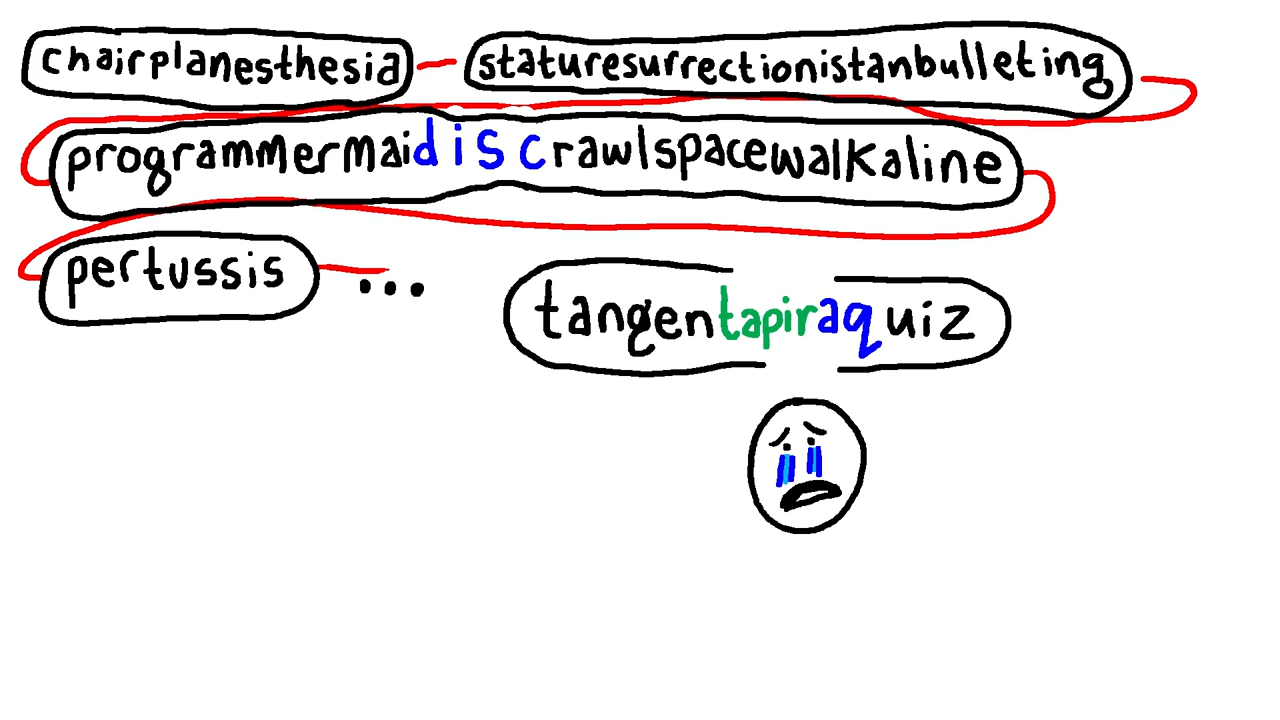 chairplanesthesia staturesurrectionistanbulleting
programmermaidiscrawlspacewalkaline
pertussis ...
tangentapiraquiz